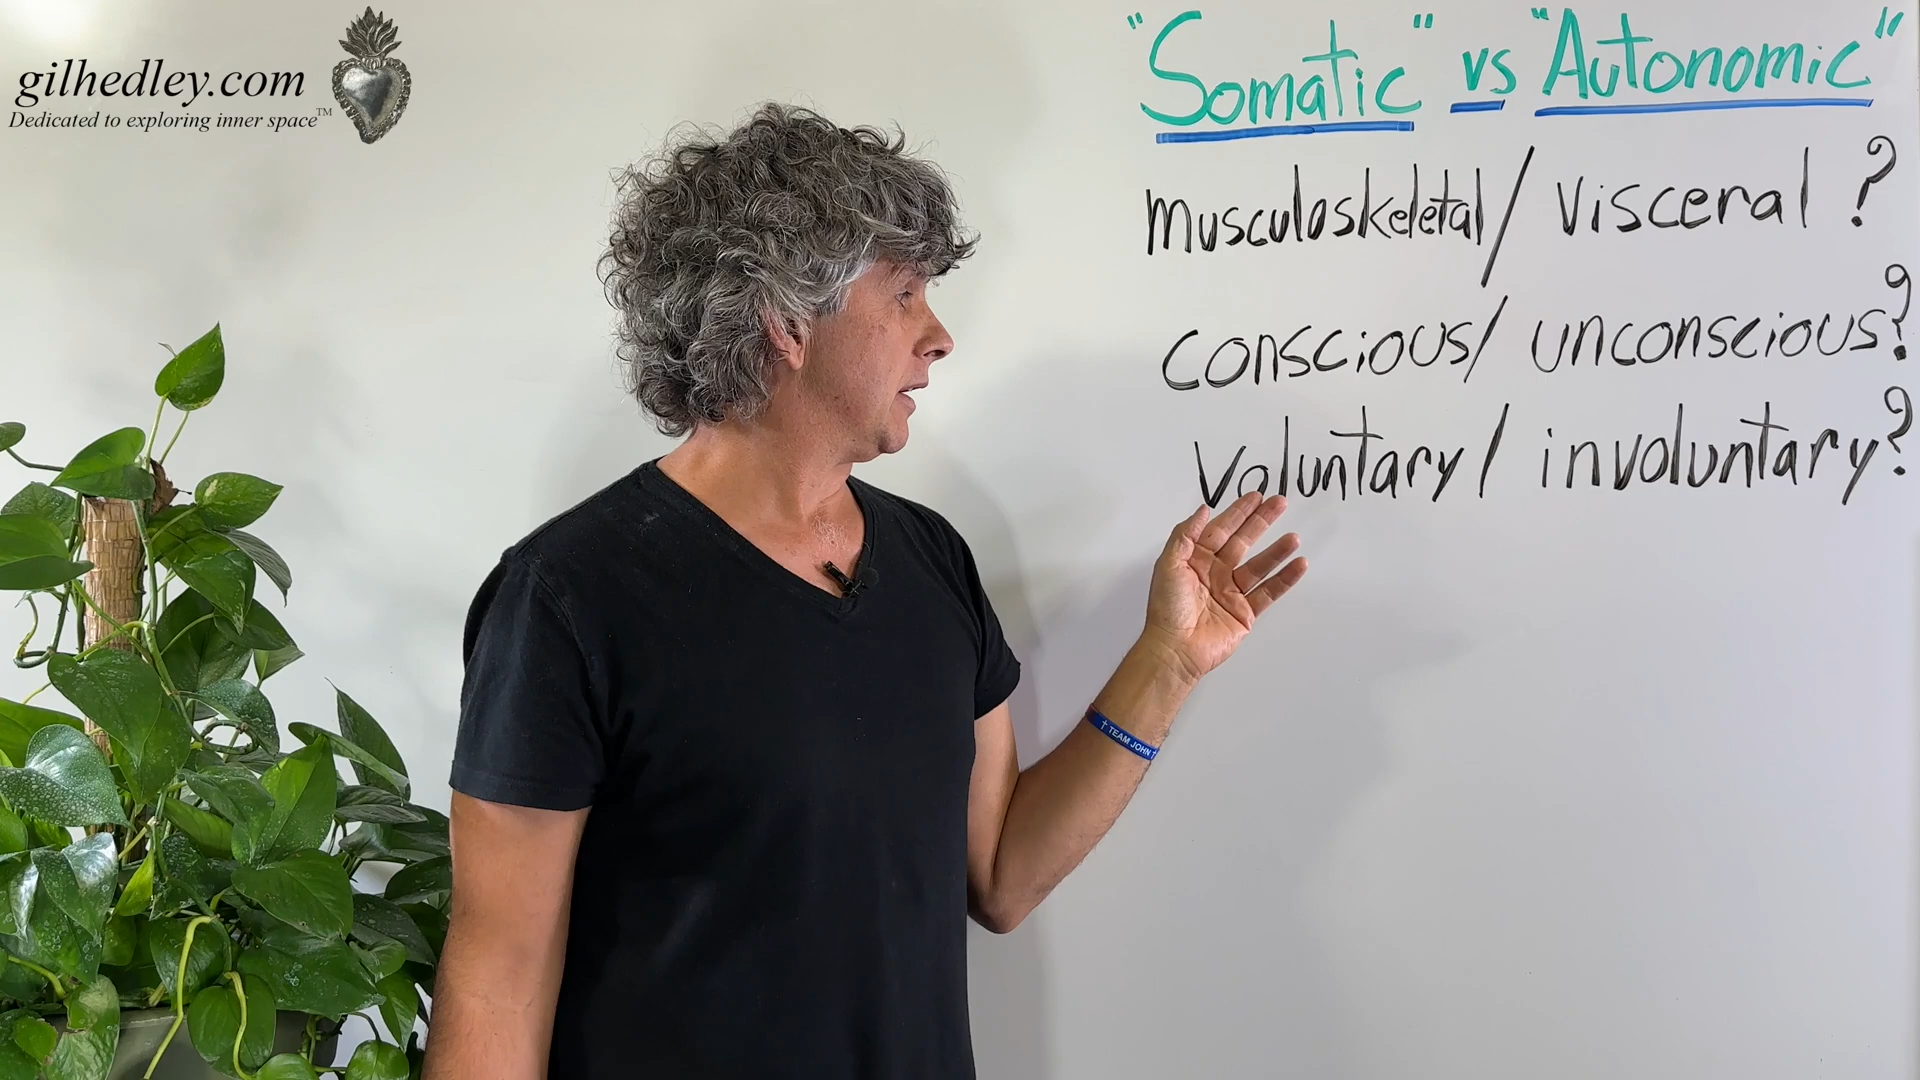 gilhedley.com
Dedicated to exploring inner space™
"Somatic" vs "Autonomic"
musculoskeletal/ visceral?
conscious/ unconscious?
voluntary/ involuntary?
† TEAM JOHN †